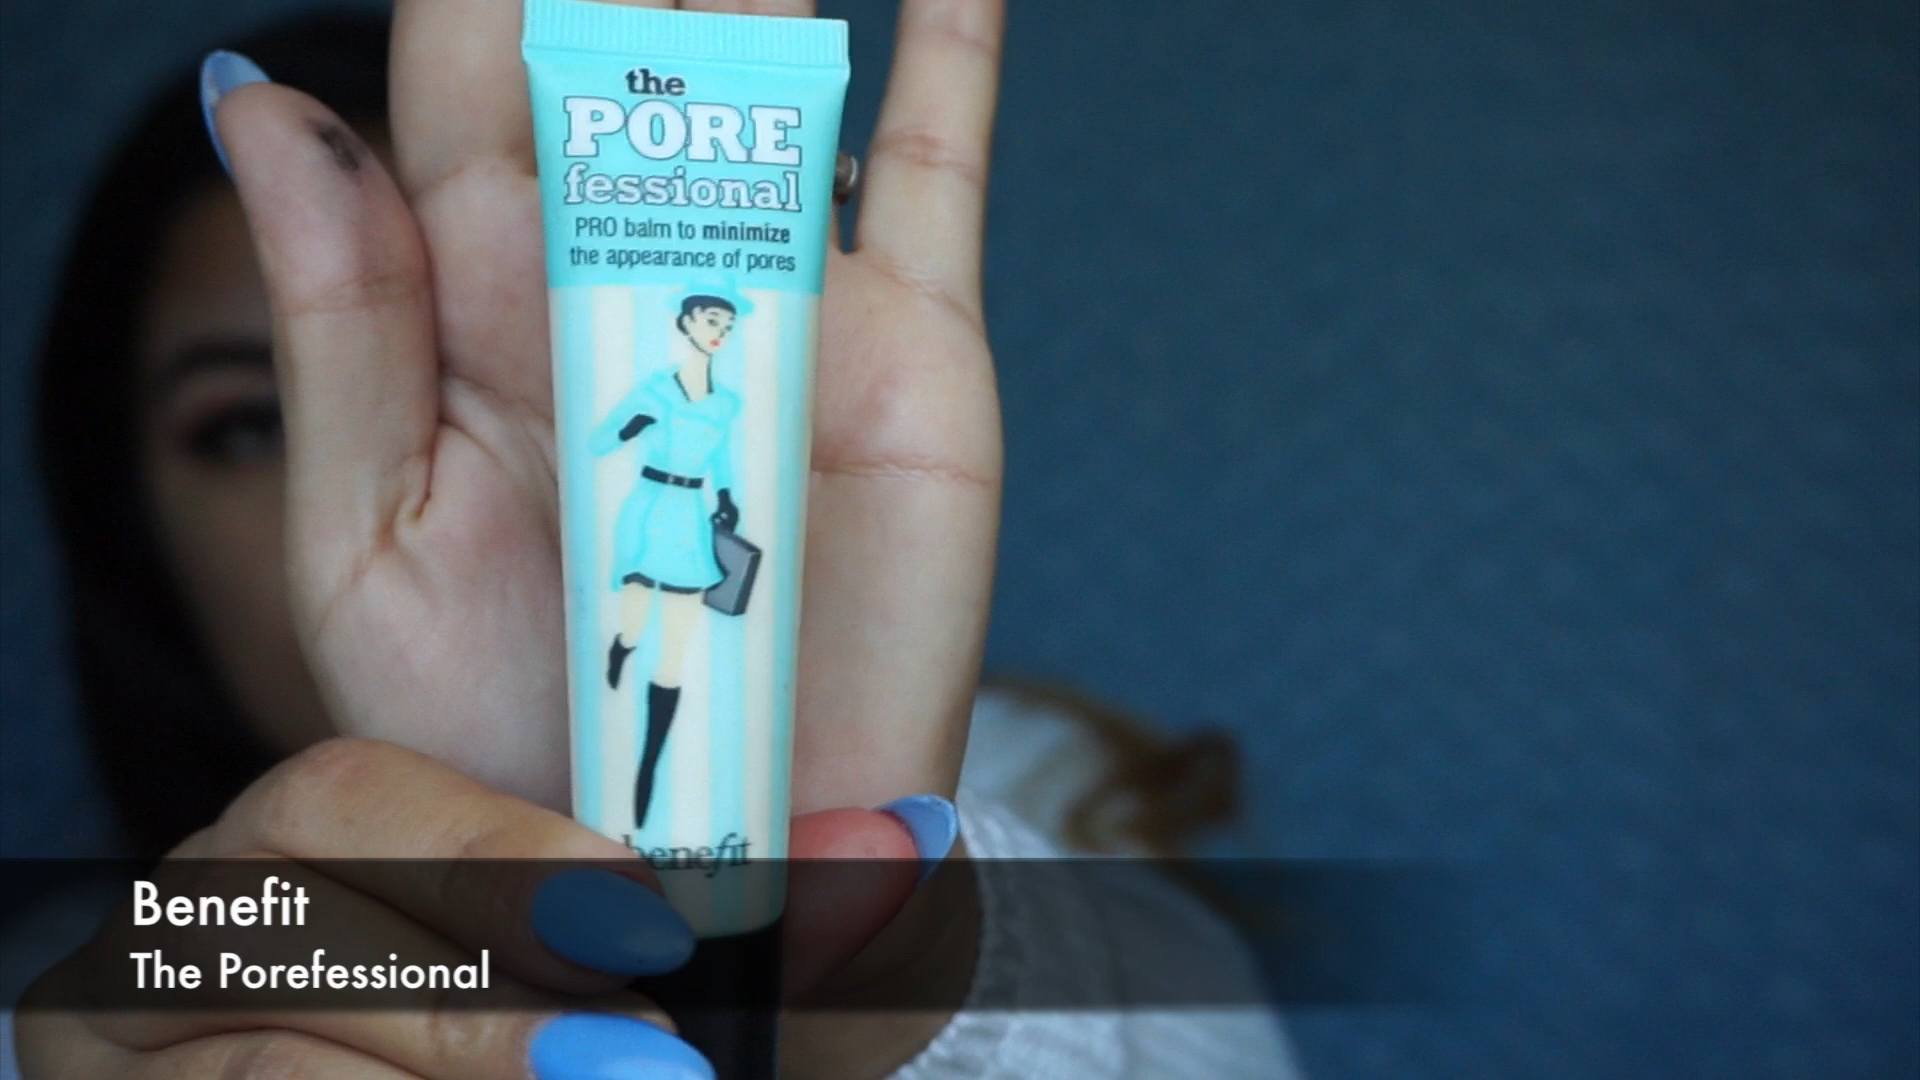 the
PORE
fessional
PRO balm to minimize
the appearance of pores
benefit
Benefit
The Porefessional